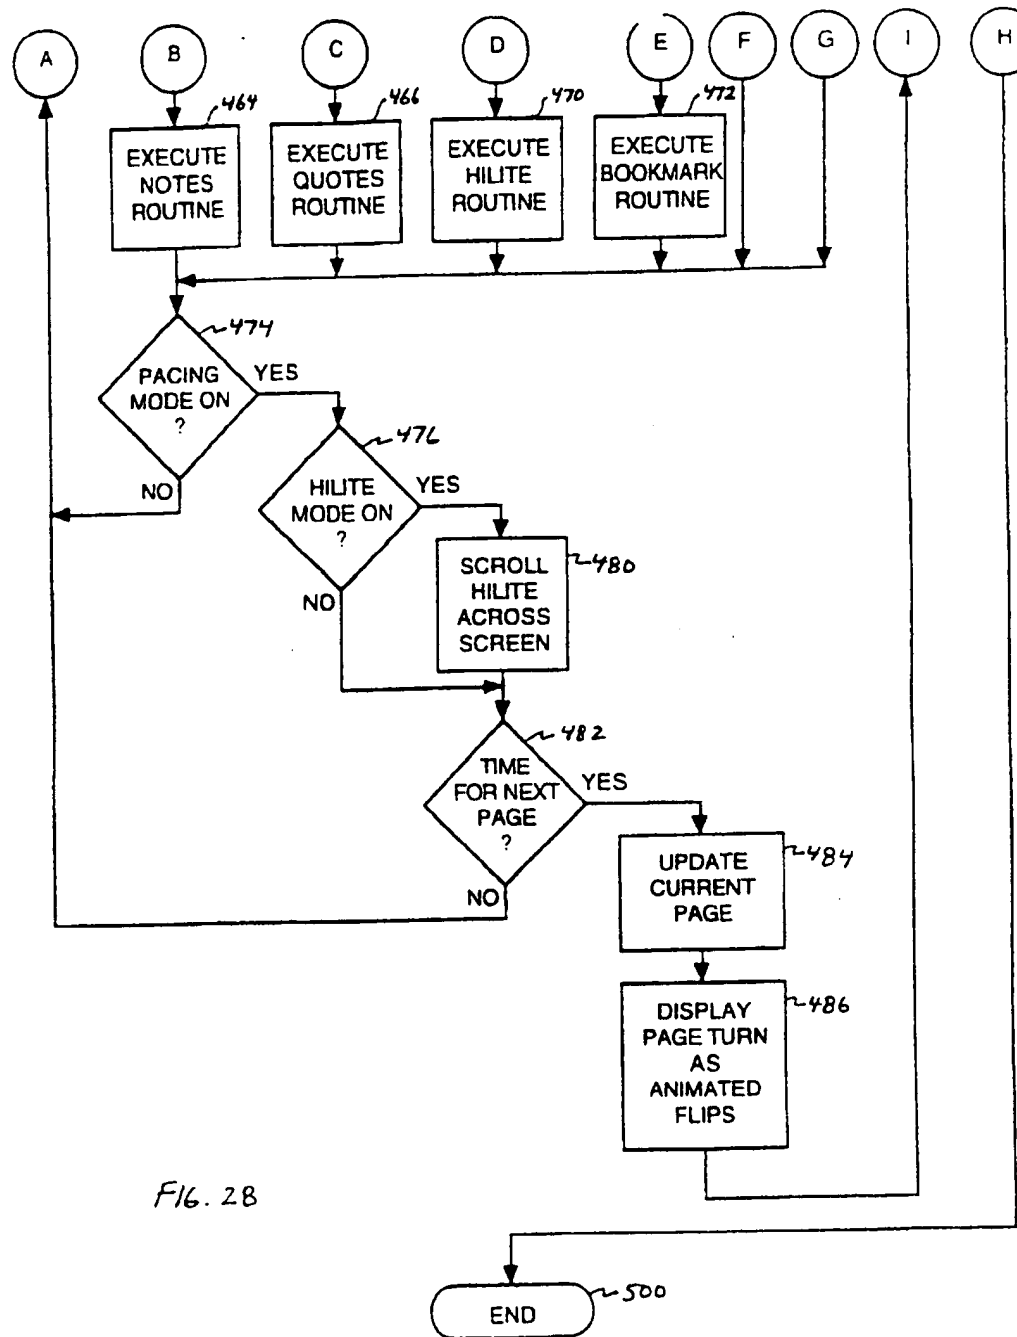 A B C D E F G I H
464 466 470 472
EXECUTE
NOTES
ROUTINE
EXECUTE
QUOTES
ROUTINE
EXECUTE
HILITE
ROUTINE
EXECUTE
BOOKMARK
ROUTINE
474
PACING
MODE ON
?
YES
NO
476
HILITE
MODE ON
?
YES
NO
480
SCROLL
HILITE
ACROSS
SCREEN
482
TIME
FOR NEXT
PAGE
?
YES
NO
484
UPDATE
CURRENT
PAGE
486
DISPLAY
PAGE TURN
AS
ANIMATED
FLIPS
FIG. 2B
500
END